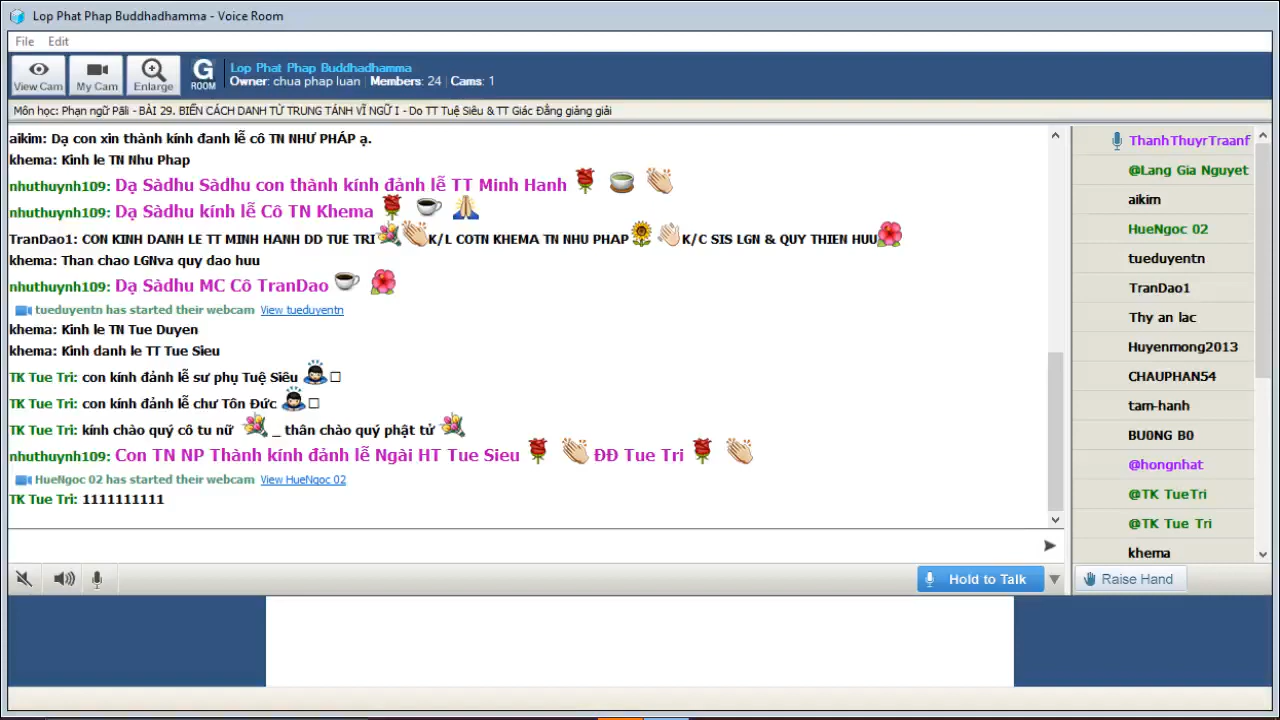 Lop Phat Phap Buddhadhamma - Voice Room
File Edit
View Cam My Cam Enlarge G ROOM Lop Phat Phap Buddhadhamma
Owner: chua phap luan Members: 24 Cams: 1
Môn học: Phạn ngữ Pāli - BÀI 29. BIẾN CÁCH DANH TỪ TRUNG TÁNH VĨ NGỮ I - Do TT Tuệ Siêu & TT Giác Đẳng giảng giải
aikim: Dạ con xin thành kính đanh lễ cô TN NHƯ PHÁP ạ.
khema: Kinh le TN Nhu Phap
nhuthuynh109: Dạ Sàdhu Sàdhu con thành kính đảnh lễ TT Minh Hanh
nhuthuynh109: Dạ Sàdhu kính lễ Cô TN Khema
TranDao1: CON KINH DANH LE TT MINH HANH DD TUE TRI K/L COTN KHEMA TN NHU PHAP K/C SIS LGN & QUY THIEN HUU
khema: Than chao LGNva quy dao huu
nhuthuynh109: Dạ Sàdhu MC Cô TranDao
tueduyentn has started their webcam View tueduyentn
khema: Kinh le TN Tue Duyen
khema: Kinh danh le TT Tue Sieu
TK Tue Tri: con kính đảnh lễ sư phụ Tuệ Siêu
TK Tue Tri: con kính đảnh lễ chư Tôn Đức
TK Tue Tri: kính chào quý cô tu nữ _ thân chào quý phật tử
nhuthuynh109: Con TN NP Thành kính đảnh lễ Ngài HT Tue Sieu ĐĐ Tue Tri
HueNgoc 02 has started their webcam View HueNgoc 02
TK Tue Tri: 1111111111
Hold to Talk
ThanhThuyrTraanf
@Lang Gia Nguyet
aikim
HueNgoc 02
tueduyentn
TranDao1
Thy an lac
Huyenmong2013
CHAUPHAN54
tam-hanh
BU0NG B0
@hongnhat
@TK TueTri
@TK Tue Tri
khema
Raise Hand